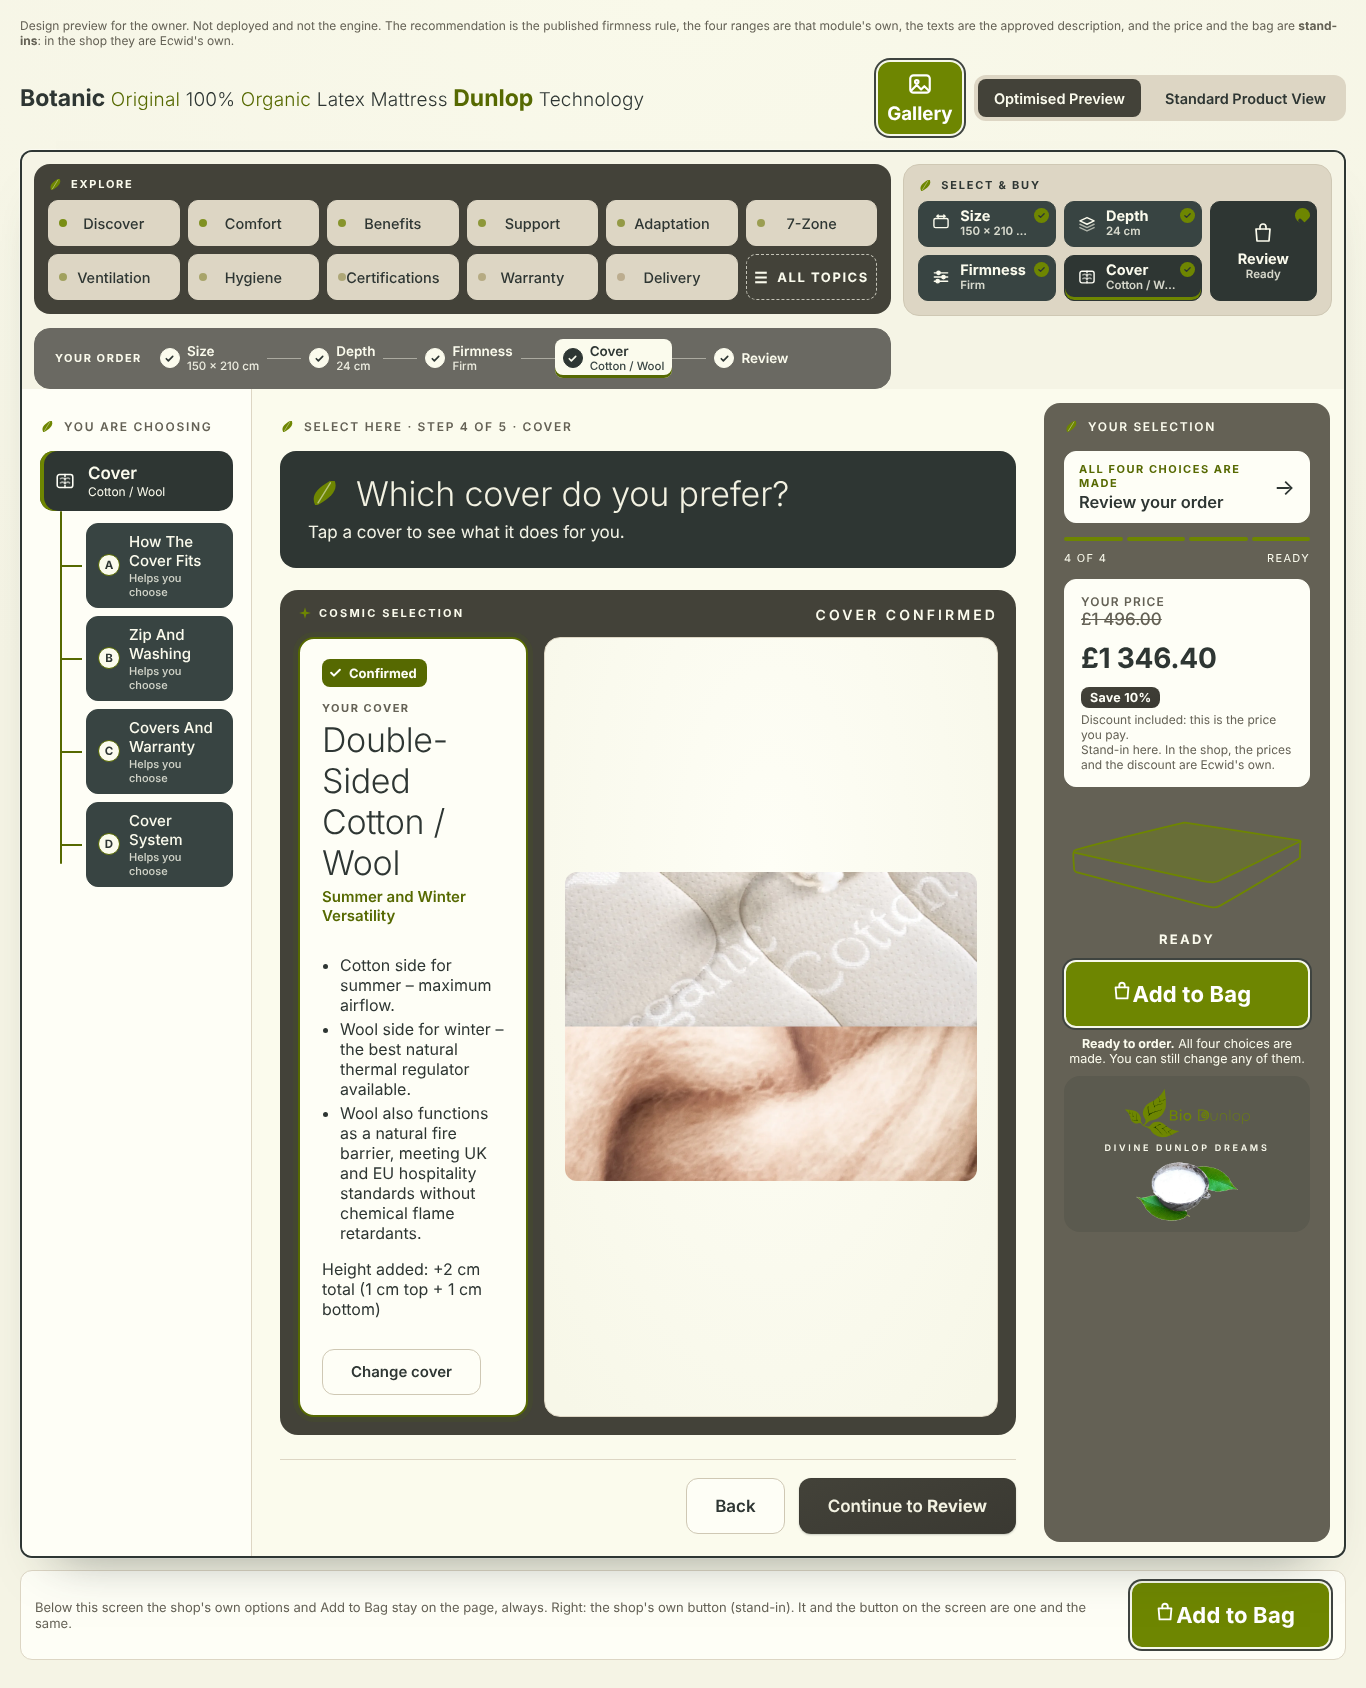 Design preview for the owner. Not deployed and not the engine. The recommendation is the published firmness rule, the four ranges are that module's own, the texts are the approved description, and the price and the bag are stand-
ins: in the shop they are Ecwid's own.
Botanic Original 100% Organic Latex Mattress Dunlop Technology
Gallery
Optimised Preview
Standard Product View
EXPLORE
Discover
Comfort
Benefits
Support
Adaptation
7-Zone
Ventilation
Hygiene
Certifications
Warranty
Delivery
ALL TOPICS
SELECT & BUY
Size
150 × 210 ...
Depth
24 cm
Firmness
Firm
Cover
Cotton / W...
Review
Ready
YOUR ORDER
Size
150 × 210 cm
Depth
24 cm
Firmness
Firm
Cover
Cotton / Wool
Review
YOU ARE CHOOSING
Cover
Cotton / Wool
A
How The
Cover Fits
Helps you
choose
B
Zip And
Washing
Helps you
choose
C
Covers And
Warranty
Helps you
choose
D
Cover
System
Helps you
choose
SELECT HERE · STEP 4 OF 5 · COVER
Which cover do you prefer?
Tap a cover to see what it does for you.
COSMIC SELECTION
COVER CONFIRMED
Confirmed
YOUR COVER
Double-
Sided
Cotton /
Wool
Summer and Winter
Versatility
• Cotton side for
summer – maximum
airflow.
• Wool side for winter –
the best natural
thermal regulator
available.
• Wool also functions
as a natural fire
barrier, meeting UK
and EU hospitality
standards without
chemical flame
retardants.
Height added: +2 cm
total (1 cm top + 1 cm
bottom)
Change cover
Cotton
Back
Continue to Review
YOUR SELECTION
ALL FOUR CHOICES ARE
MADE
Review your order
4 OF 4
READY
YOUR PRICE
£1 496.00
£1 346.40
Save 10%
Discount included: this is the price
you pay.
Stand-in here. In the shop, the prices
and the discount are Ecwid's own.
READY
Add to Bag
Ready to order. All four choices are
made. You can still change any of them.
Bio Dunlop
DIVINE DUNLOP DREAMS
Below this screen the shop's own options and Add to Bag stay on the page, always. Right: the shop's own button (stand-in). It and the button on the screen are one and the
same.
Add to Bag